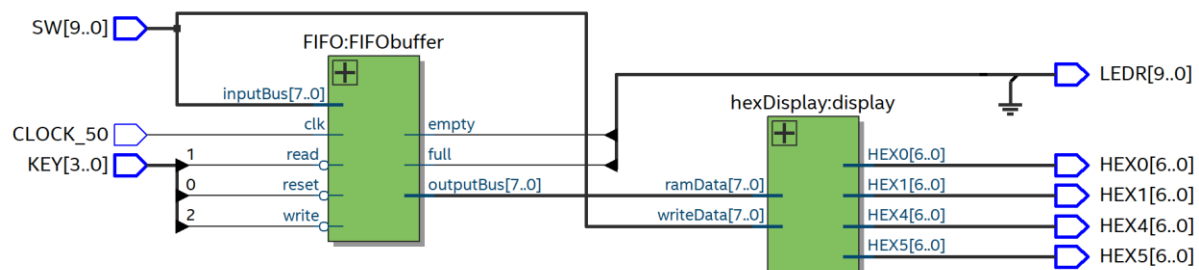 SW[9..0]
FIFO:FIFObuffer
inputBus[7..0]
CLOCK_50
clk
empty
KEY[3..0]
1
read
full
0
reset
outputBus[7..0]
2
write
LEDR[9..0]
hexDisplay:display
ramData[7..0]
writeData[7..0]
HEX0[6..0]
HEX0[6..0]
HEX1[6..0]
HEX1[6..0]
HEX4[6..0]
HEX4[6..0]
HEX5[6..0]
HEX5[6..0]